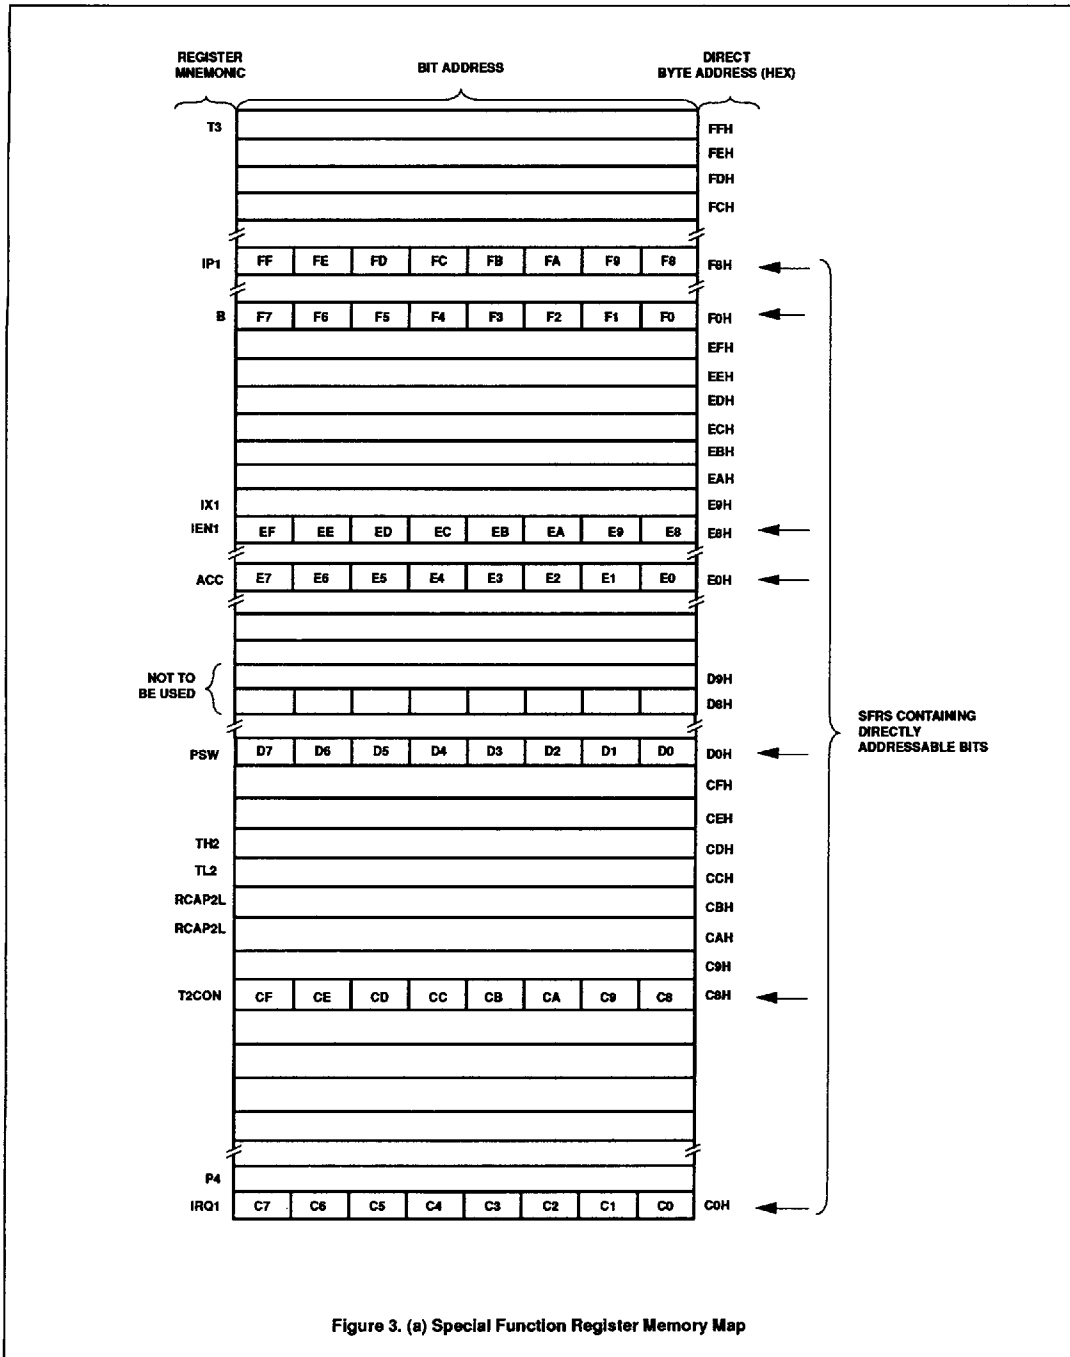 REGISTER
MNEMONIC
BIT ADDRESS
DIRECT
BYTE ADDRESS (HEX)
T3 FFH
FEH
FDH
FCH
IP1 FF FE FD FC FB FA F9 F8 F8H
B F7 F6 F5 F4 F3 F2 F1 F0 F0H
EFH
EEH
EDH
ECH
EBH
EAH
IX1 E9H
IEN1 EF EE ED EC EB EA E9 E8 E8H
ACC E7 E6 E5 E4 E3 E2 E1 E0 E0H
NOT TO
BE USED
D9H
D8H
SFRS CONTAINING
DIRECTLY
ADDRESSABLE BITS
PSW D7 D6 D5 D4 D3 D2 D1 D0 D0H
CFH
CEH
TH2 CDH
TL2 CCH
RCAP2L CBH
RCAP2L CAH
C9H
T2CON CF CE CD CC CB CA C9 C8 C8H
P4
IRQ1 C7 C6 C5 C4 C3 C2 C1 C0 C0H
Figure 3. (a) Special Function Register Memory Map